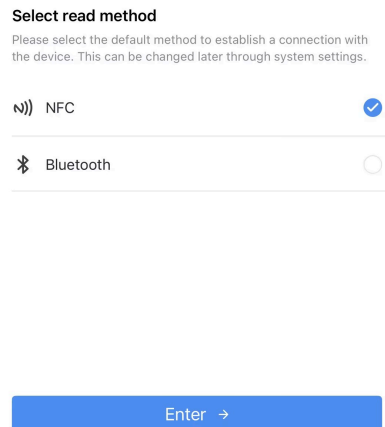 Select read method
Please select the default method to establish a connection with
the device. This can be changed later through system settings.
NFC
Bluetooth
Enter →